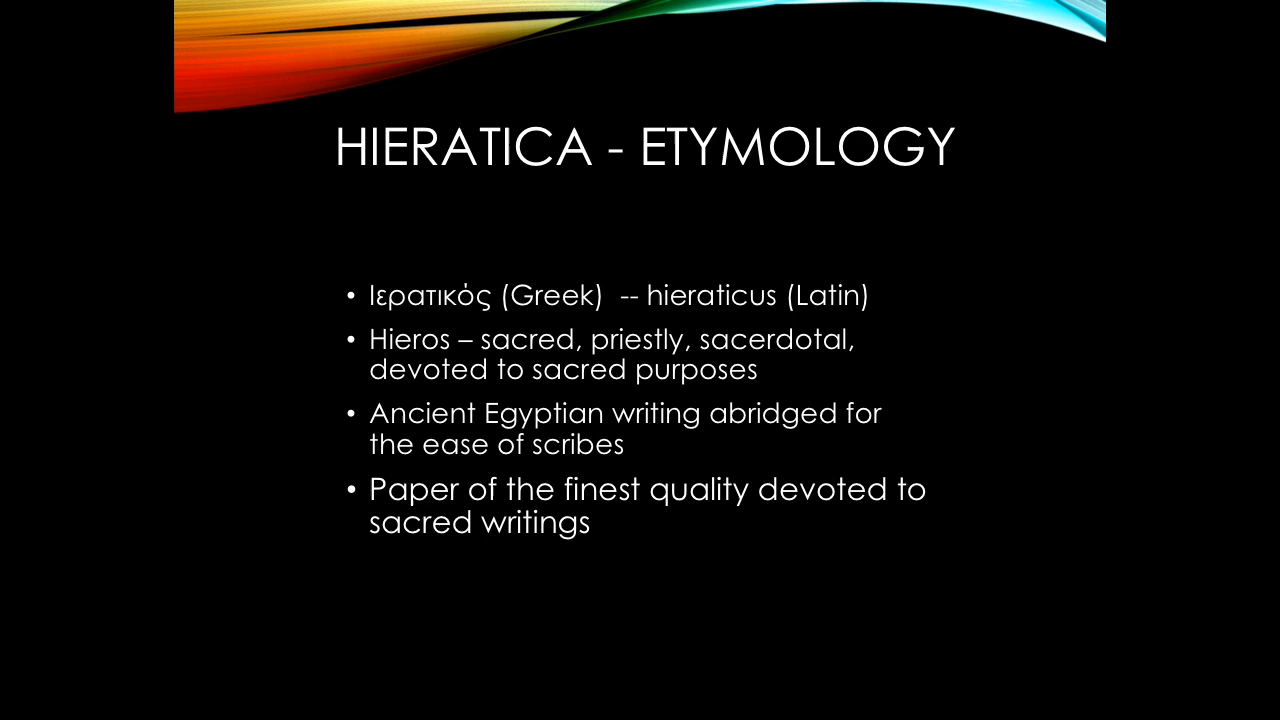 HIERATICA - ETYMOLOGY
• Ιερατικός (Greek)  -- hieraticus (Latin)
• Hieros – sacred, priestly, sacerdotal,
devoted to sacred purposes
• Ancient Egyptian writing abridged for
the ease of scribes
• Paper of the finest quality devoted to
sacred writings